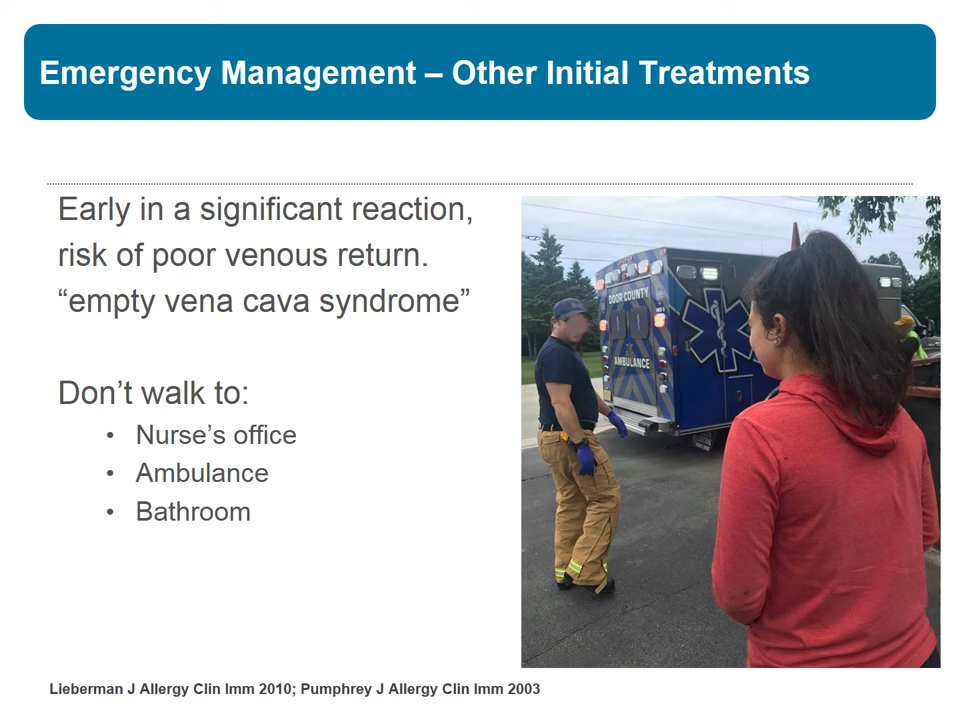 Emergency Management – Other Initial Treatments
Early in a significant reaction,
risk of poor venous return.
“empty vena cava syndrome”
Don’t walk to:
• Nurse’s office
• Ambulance
• Bathroom
DOOR COUNTY
AMBULANCE
Lieberman J Allergy Clin Imm 2010; Pumphrey J Allergy Clin Imm 2003